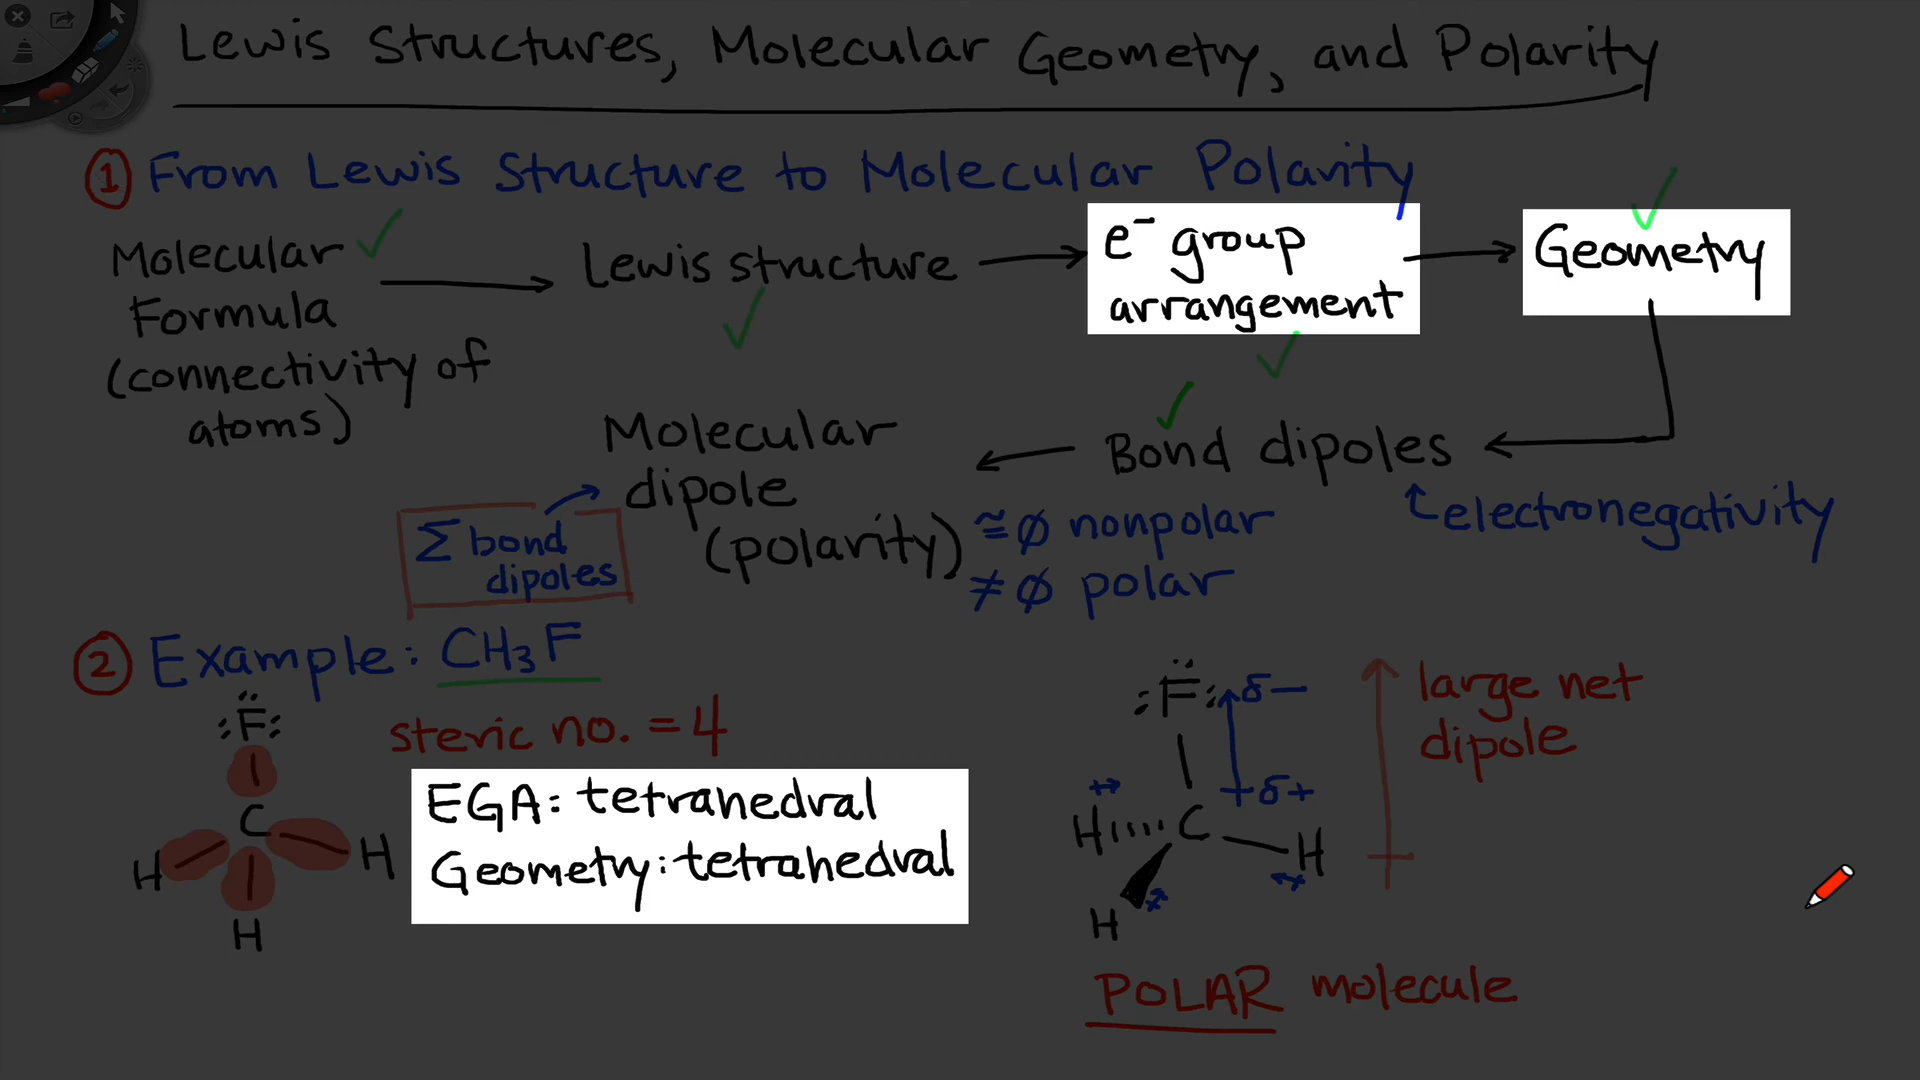 Lewis Structures, Molecular Geometry, and Polarity
① From Lewis Structure to Molecular Polarity
Molecular
Formula
(connectivity of
atoms)
Lewis structure
e⁻ group
arrangement
Geometry
Bond dipoles
electronegativity
Molecular
dipole
(polarity)
≅ ∅ nonpolar
≠ ∅ polar
Σ bond
dipoles
② Example: CH₃F
:F:
C
H
H
H
steric no. = 4
EGA: tetrahedral
Geometry: tetrahedral
:F: δ−
δ+
H C H
H
large net
dipole
POLAR molecule